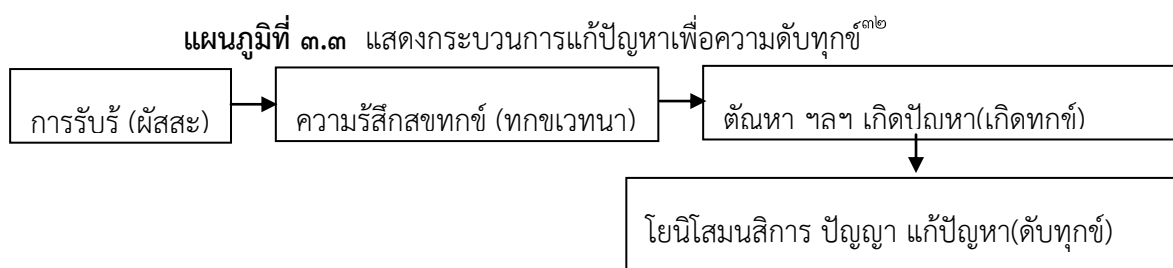 แผนภูมิที่ ๓.๓ แสดงกระบวนการแก้ปัญหาเพื่อความดับทุกข์๓๒
การรับรู้ (ผัสสะ)
ความรู้สึกสุขทุกข์ (ทุกขเวทนา)
ตัณหา ฯลฯ เกิดปัญหา(เกิดทุกข์)
โยนิโสมนสิการ ปัญญา แก้ปัญหา(ดับทุกข์)